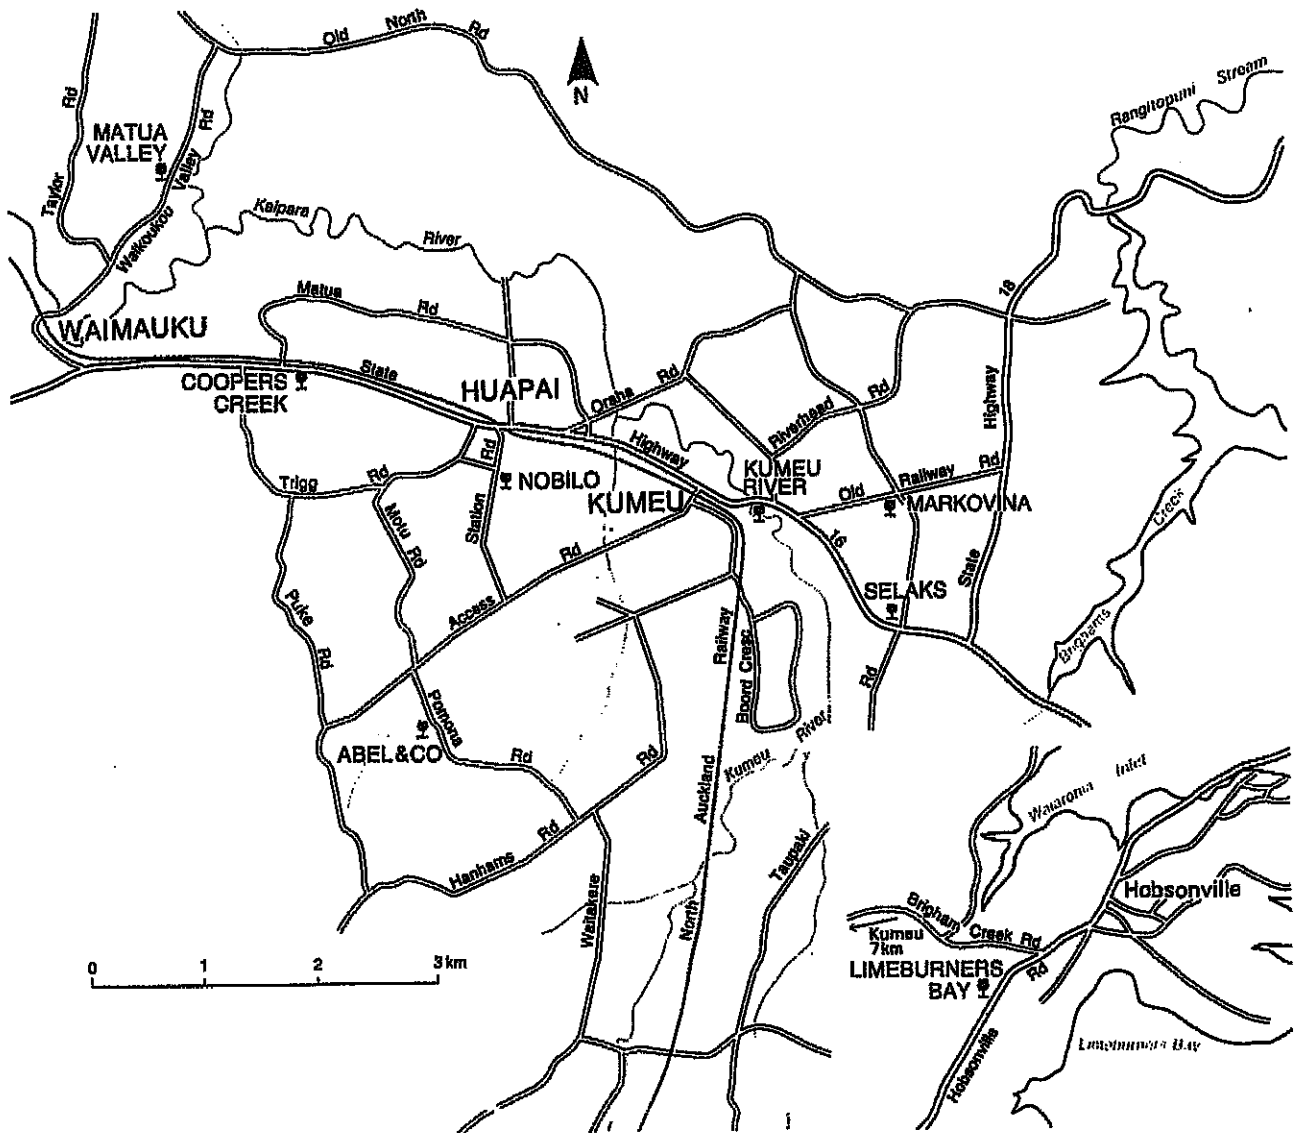 Old North Rd
N
Rangitopuni Stream
Taylor Rd
MATUA
VALLEY
Waikoukou Valley Rd
Kaipara River
Matua Rd
WAIMAUKU
COOPERS
CREEK
State Highway 16
HUAPAI
Oraha Rd
Riverhead Rd
State Highway 18
Trigg Rd
Motu Rd
Station Rd
NOBILO
KUMEU
KUMEU
RIVER
Old Railway Rd
MARKOVINA
SELAKS
Rd
Brighams Creek
Puke Rd
Access Rd
Pomona Rd
ABEL&CO
Hanhams Rd
Waitakere
North Auckland Railway
Boord Cresc
Kumeu River
Taupaki
0 1 2 3 km
Waiarohia Inlet
Hobsonville
Brigham Creek Rd
Kumeu
7km
LIMEBURNERS
BAY
Hobsonville Rd
Limeburners Bay